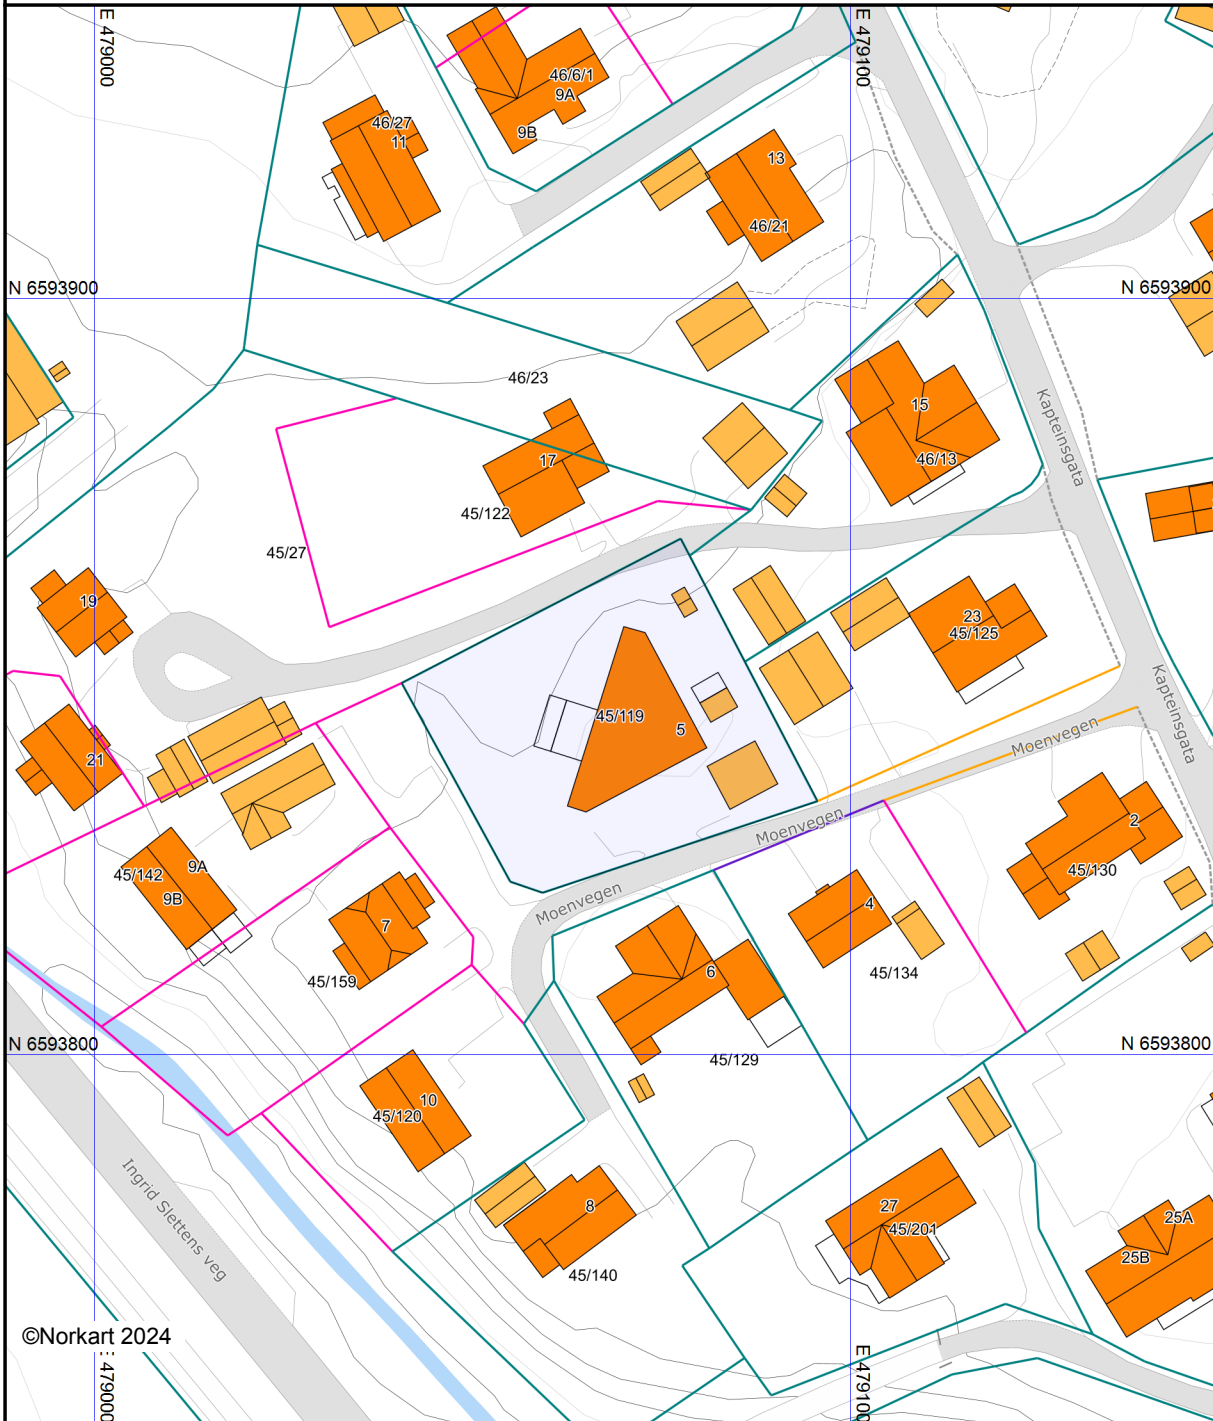 E 479000
E 479100
46/6/1
9A
9B
46/27
11
13
46/21
N 6593900
N 6593900
46/23
15
46/13
Kapteinsgata
17
45/122
45/27
19
23
45/125
Kapteinsgata
45/119
5
21
Moenvegen
Moenvegen
2
45/130
9A
45/142
9B
Moenvegen
4
7
45/134
6
45/159
N 6593800
N 6593800
45/129
10
45/120
Ingrid Slettens veg
8
27
45/201
25A
25B
45/140
©Norkart 2024
E 479000
E 479100